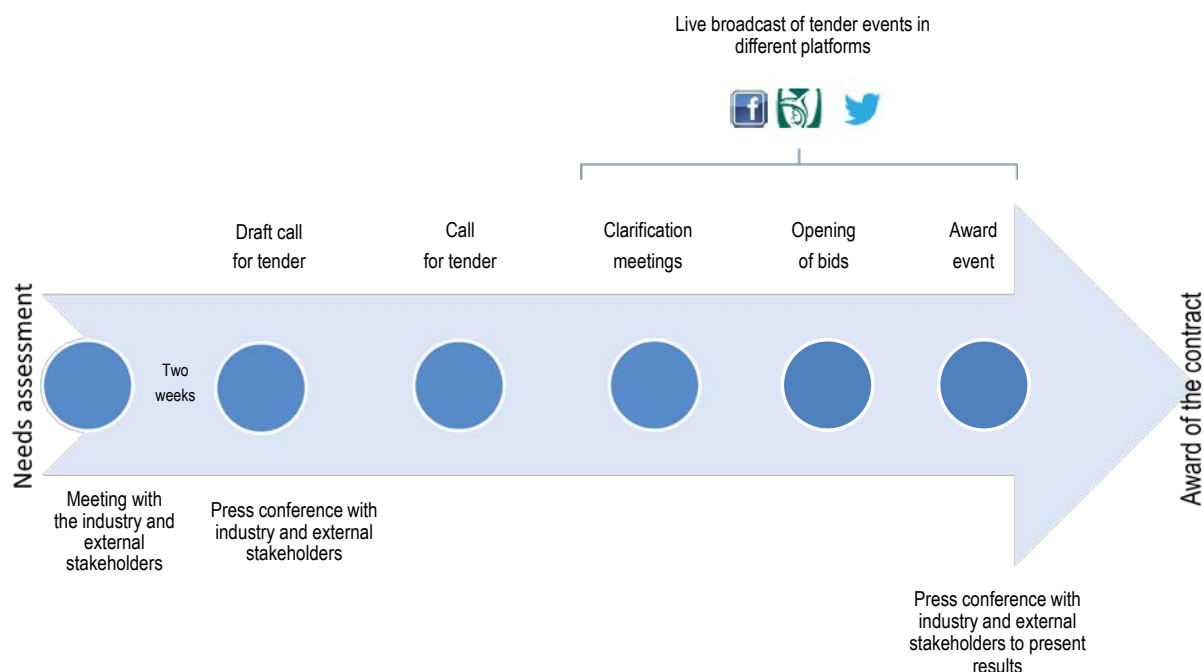 Live broadcast of tender events in
different platforms
f
Draft call
for tender
Call
for tender
Clarification
meetings
Opening
of bids
Award
event
Needs assessment
Two
weeks
Award of the contract
Meeting with
the industry and
external
stakeholders
Press conference with
industry and external
stakeholders
Press conference with
industry and external
stakeholders to present
results